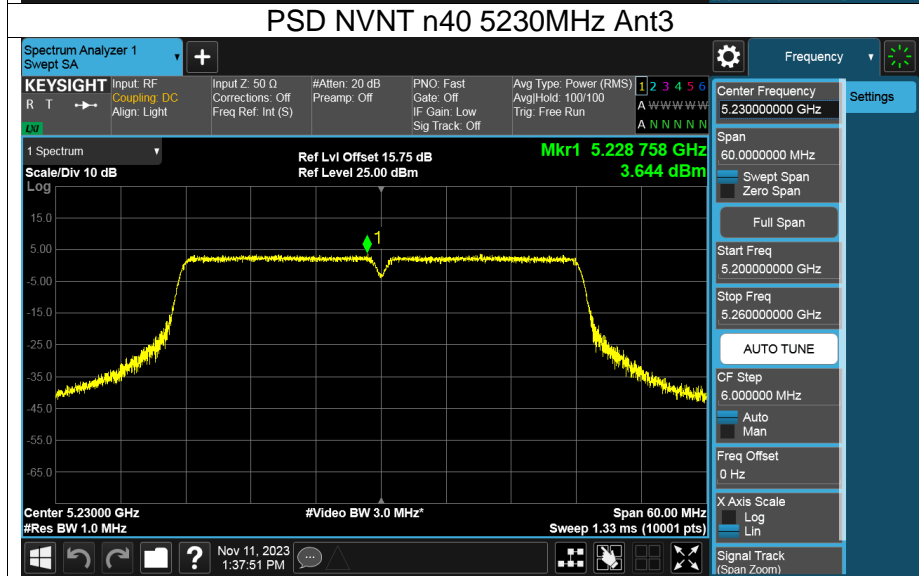 PSD NVNT n40 5230MHz Ant3
Spectrum Analyzer 1
Swept SA
+
Frequency
KEYSIGHT
R T
LXI
Input: RF
Coupling: DC
Align: Light
Input Z: 50 Ω
Corrections: Off
Freq Ref: Int (S)
#Atten: 20 dB
Preamp: Off
PNO: Fast
Gate: Off
IF Gain: Low
Sig Track: Off
Avg Type: Power (RMS)
Avg|Hold: 100/100
Trig: Free Run
1 2 3 4 5 6
A W W W W W
A N N N N N
1 Spectrum
Scale/Div 10 dB
Ref Lvl Offset 15.75 dB
Ref Level 25.00 dBm
Mkr1 5.228 758 GHz
3.644 dBm
Log
15.0
5.00
-5.00
-15.0
-25.0
-35.0
-45.0
-55.0
-65.0
1
Center 5.23000 GHz
#Res BW 1.0 MHz
#Video BW 3.0 MHz*
Span 60.00 MHz
Sweep 1.33 ms (10001 pts)
?
Nov 11, 2023
1:37:51 PM
Center Frequency
5.230000000 GHz
Span
60.0000000 MHz
Swept Span
Zero Span
Full Span
Start Freq
5.200000000 GHz
Stop Freq
5.260000000 GHz
AUTO TUNE
CF Step
6.000000 MHz
Auto
Man
Freq Offset
0 Hz
X Axis Scale
Log
Lin
Signal Track
(Span Zoom)
Settings